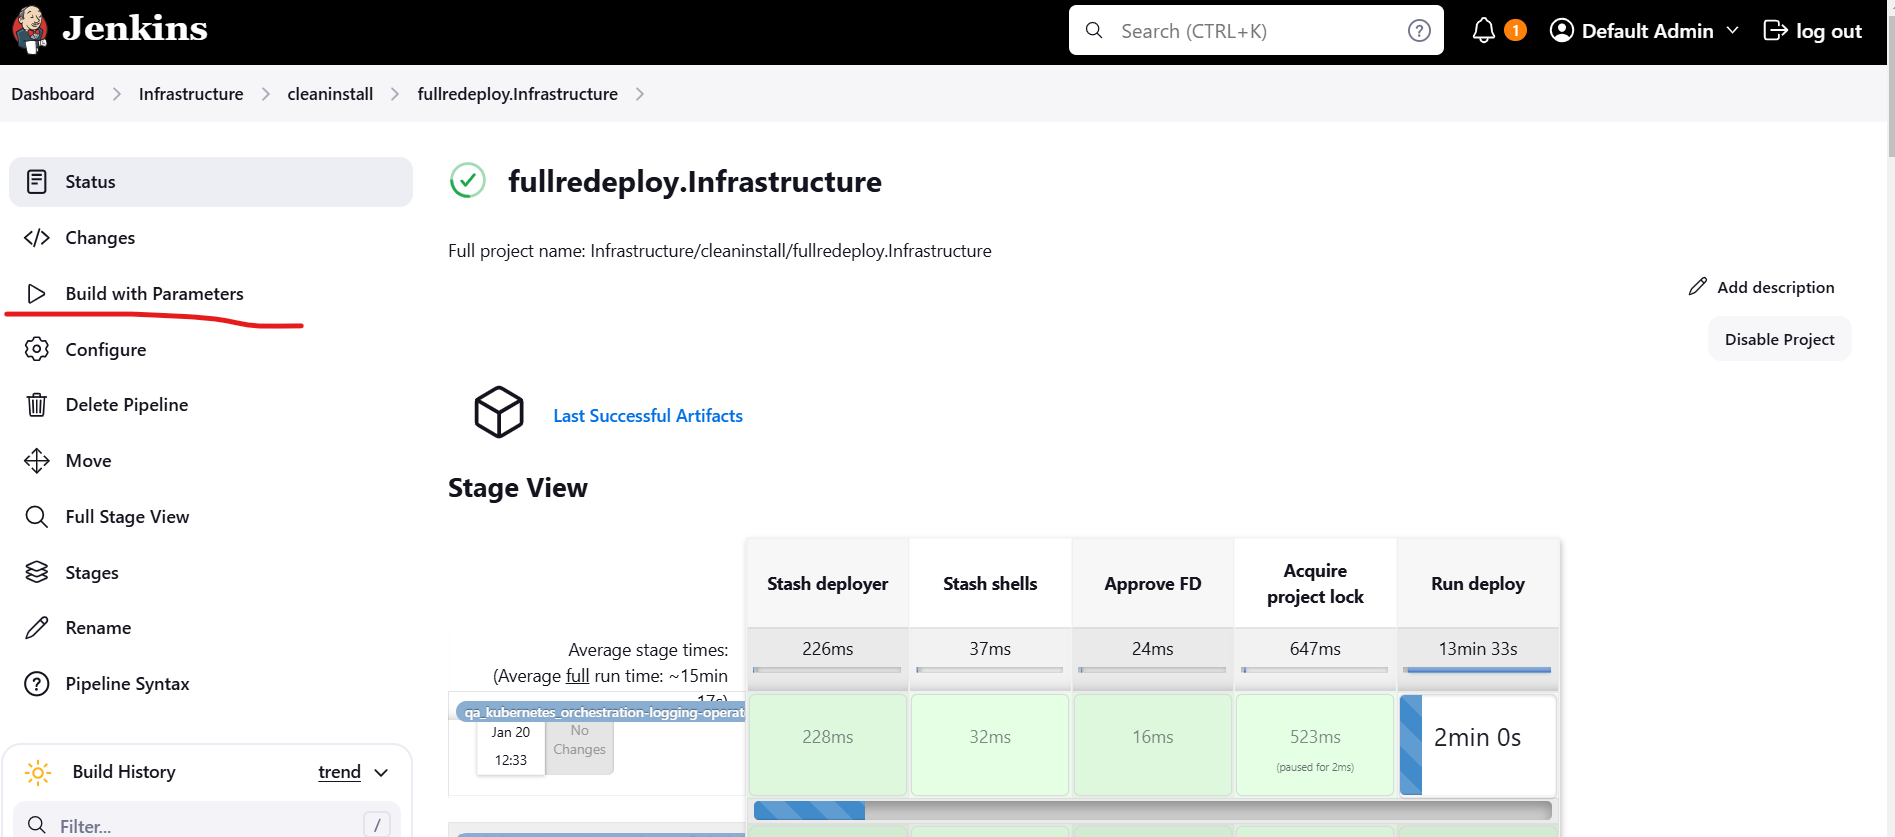 Jenkins
Search (CTRL+K)
?
1
Default Admin
log out
Dashboard
Infrastructure
cleaninstall
fullredeploy.Infrastructure
Status
Changes
Build with Parameters
Configure
Delete Pipeline
Move
Full Stage View
Stages
Rename
? Pipeline Syntax
Build History
trend
Filter...
/
fullredeploy.Infrastructure
Full project name: Infrastructure/cleaninstall/fullredeploy.Infrastructure
Add description
Disable Project
Last Successful Artifacts
Stage View
Stash deployer
Stash shells
Approve FD
Acquire
project lock
Run deploy
Average stage times:
(Average full run time: ~15min
17s)
226ms
37ms
24ms
647ms
13min 33s
qa_kubernetes_orchestration-logging-operat
Jan 20
12:33
No
Changes
228ms
32ms
16ms
523ms
(paused for 2ms)
2min 0s